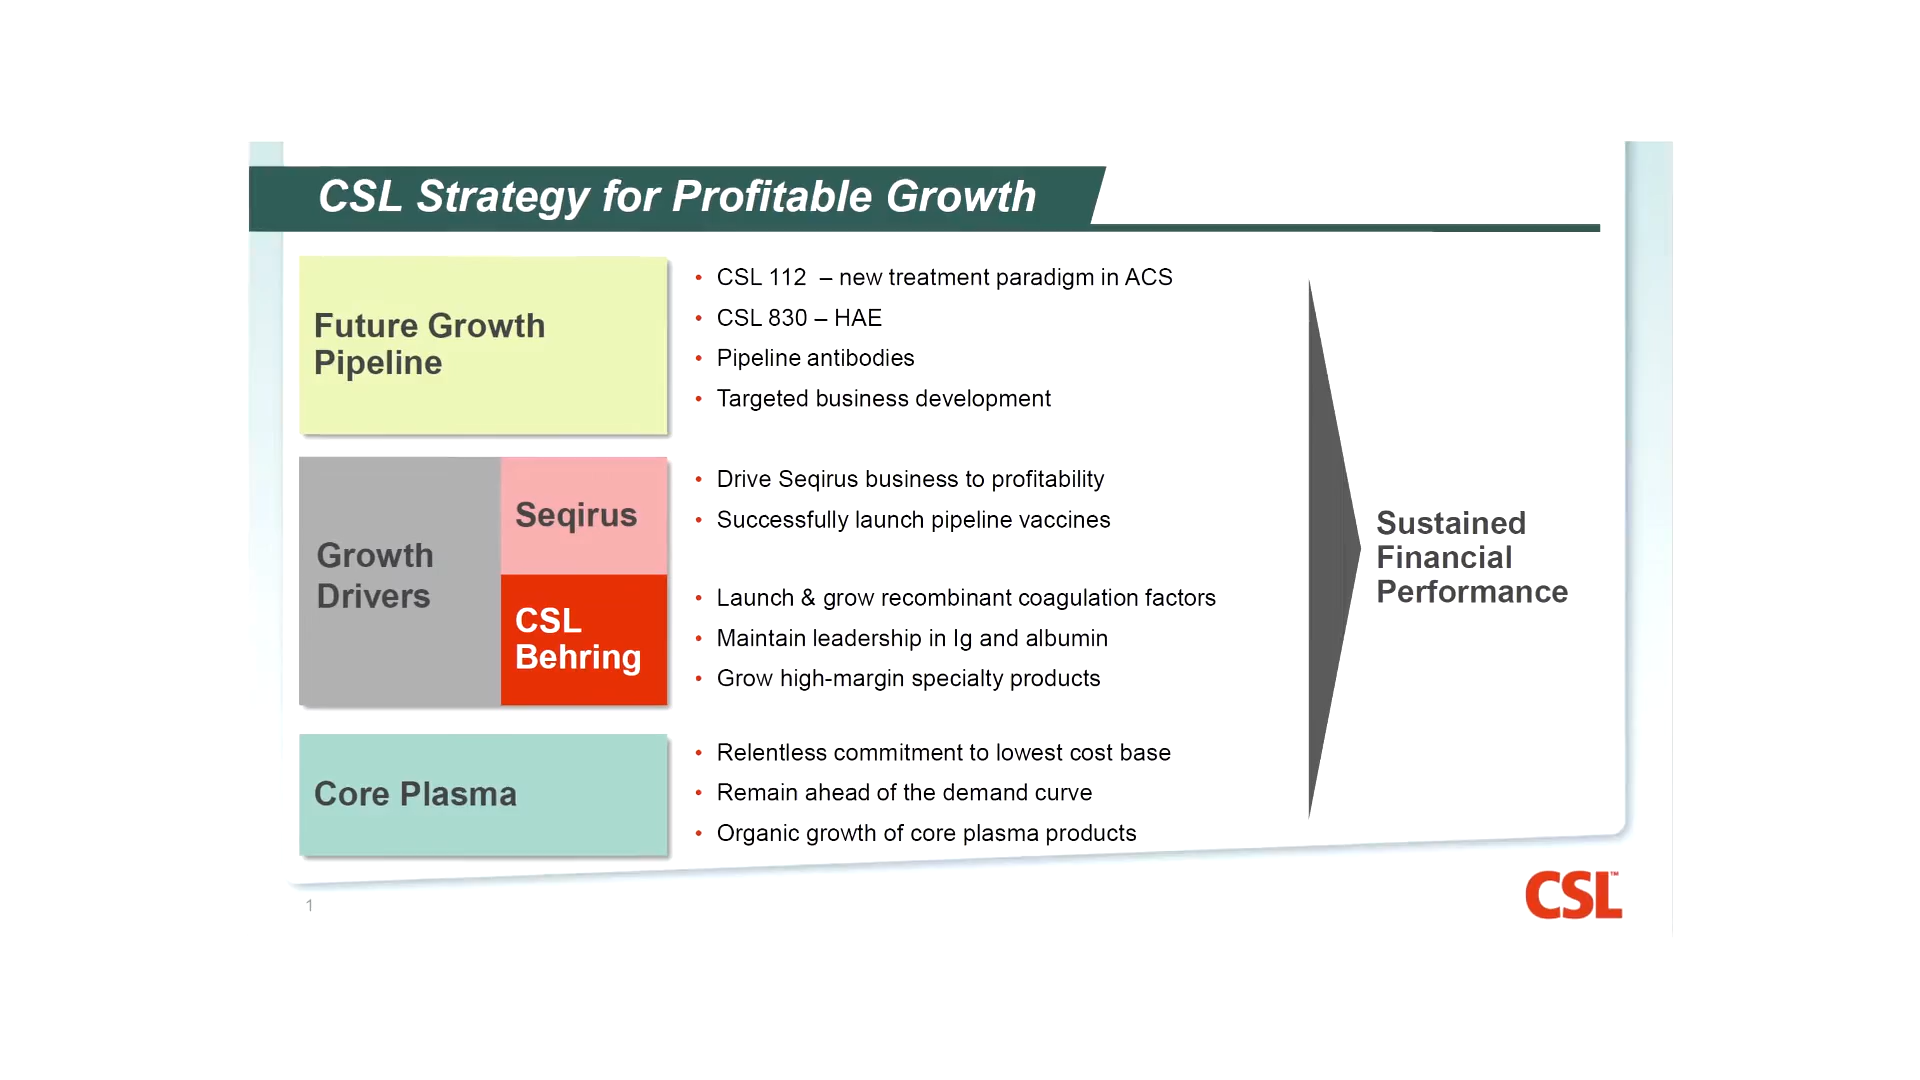 CSL Strategy for Profitable Growth
Future Growth
Pipeline
• CSL 112 – new treatment paradigm in ACS
• CSL 830 – HAE
• Pipeline antibodies
• Targeted business development
Growth
Drivers
Seqirus
• Drive Seqirus business to profitability
• Successfully launch pipeline vaccines
CSL
Behring
• Launch & grow recombinant coagulation factors
• Maintain leadership in Ig and albumin
• Grow high-margin specialty products
Core Plasma
• Relentless commitment to lowest cost base
• Remain ahead of the demand curve
• Organic growth of core plasma products
Sustained
Financial
Performance
1
CSL™